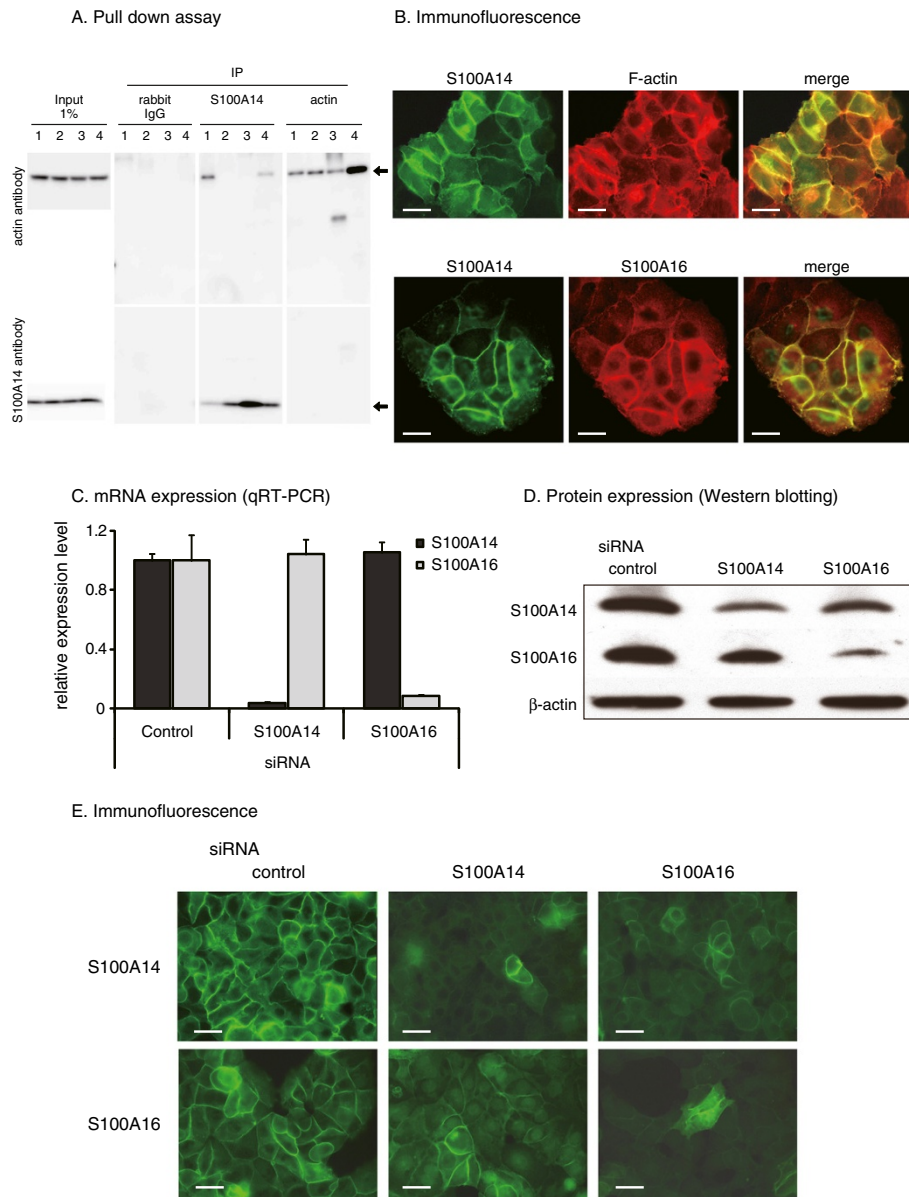 A. Pull down assay
IP
Input 1%
rabbit IgG
S100A14
actin
1 2 3 4
1 2 3 4
1 2 3 4
1 2 3 4
actin antibody
S100A14 antibody
B. Immunofluorescence
S100A14
F-actin
merge
S100A14
S100A16
merge
C. mRNA expression (qRT-PCR)
relative expression level
1.2
0.8
0.4
0
S100A14
S100A16
Control
S100A14
S100A16
siRNA
D. Protein expression (Western blotting)
siRNA
control
S100A14
S100A16
S100A14
S100A16
β-actin
E. Immunofluorescence
siRNA
control
S100A14
S100A16
S100A14
S100A16